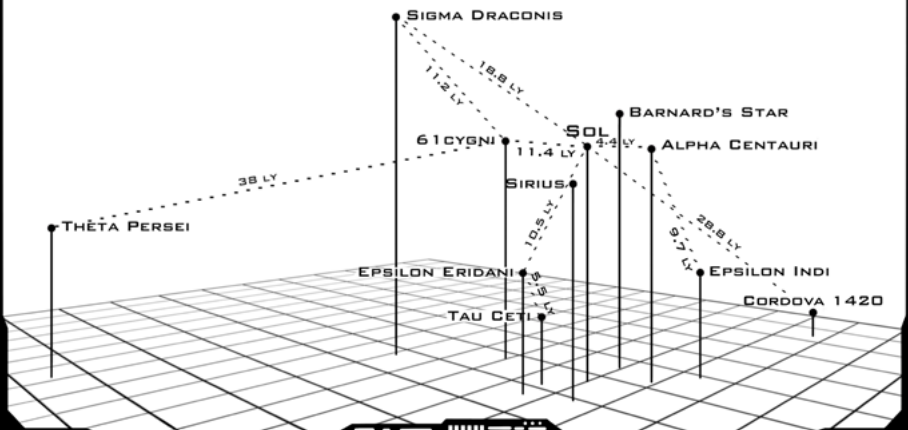 SIGMA DRACONIS
18.8 LY
11.2 LY
BARNARD'S STAR
SOL
61CYGNI
4.4 LY
ALPHA CENTAURI
11.4 LY
38 LY
SIRIUS
10.5 LY
28.8 LY
9.7 LY
THETA PERSEI
EPSILON ERIDANI
EPSILON INDI
5.5 LY
CORDOVA 1420
TAU CETI